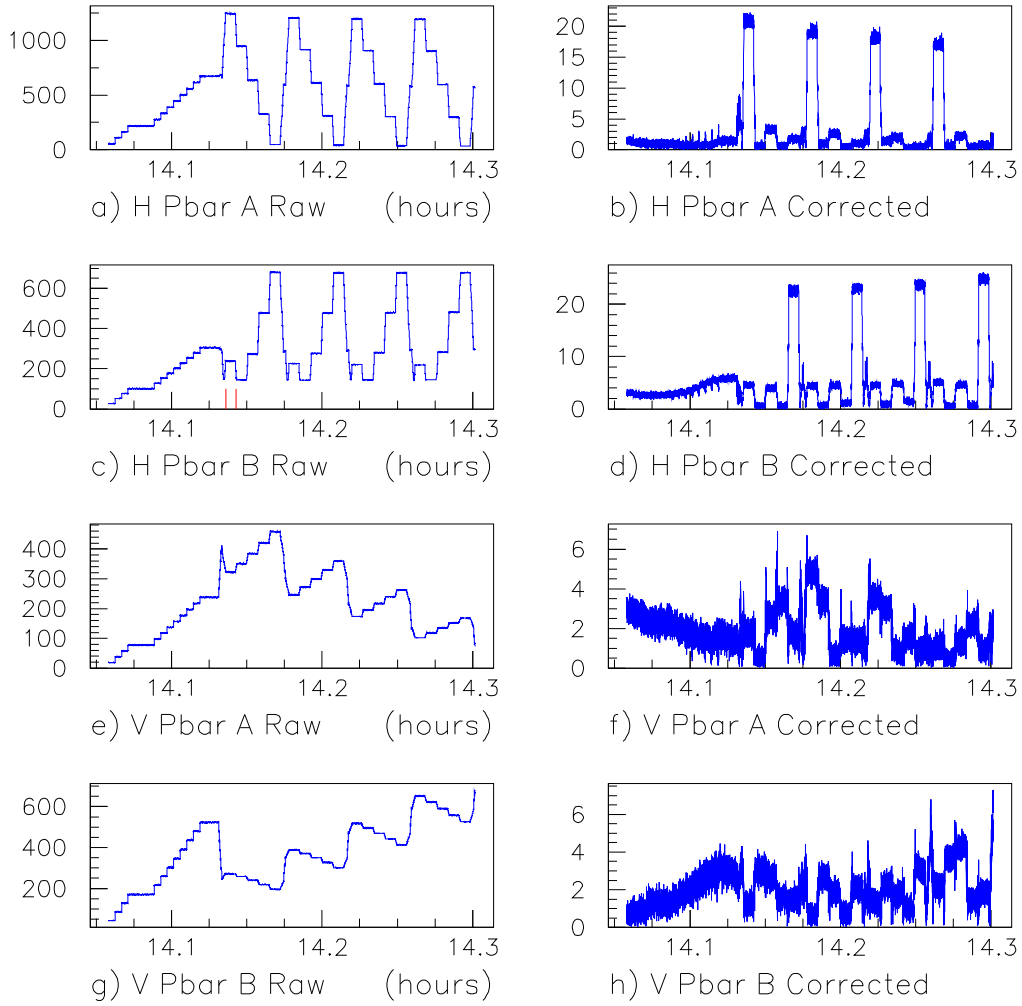 1000
500
0
14.1 14.2 14.3
a) H Pbar A Raw (hours)
20
15
10
5
0
14.1 14.2 14.3
b) H Pbar A Corrected
600
400
200
0
14.1 14.2 14.3
c) H Pbar B Raw (hours)
20
10
0
14.1 14.2 14.3
d) H Pbar B Corrected
400
300
200
100
0
14.1 14.2 14.3
e) V Pbar A Raw (hours)
6
4
2
0
14.1 14.2 14.3
f) V Pbar A Corrected
600
400
200
14.1 14.2 14.3
g) V Pbar B Raw (hours)
6
4
2
0
14.1 14.2 14.3
h) V Pbar B Corrected